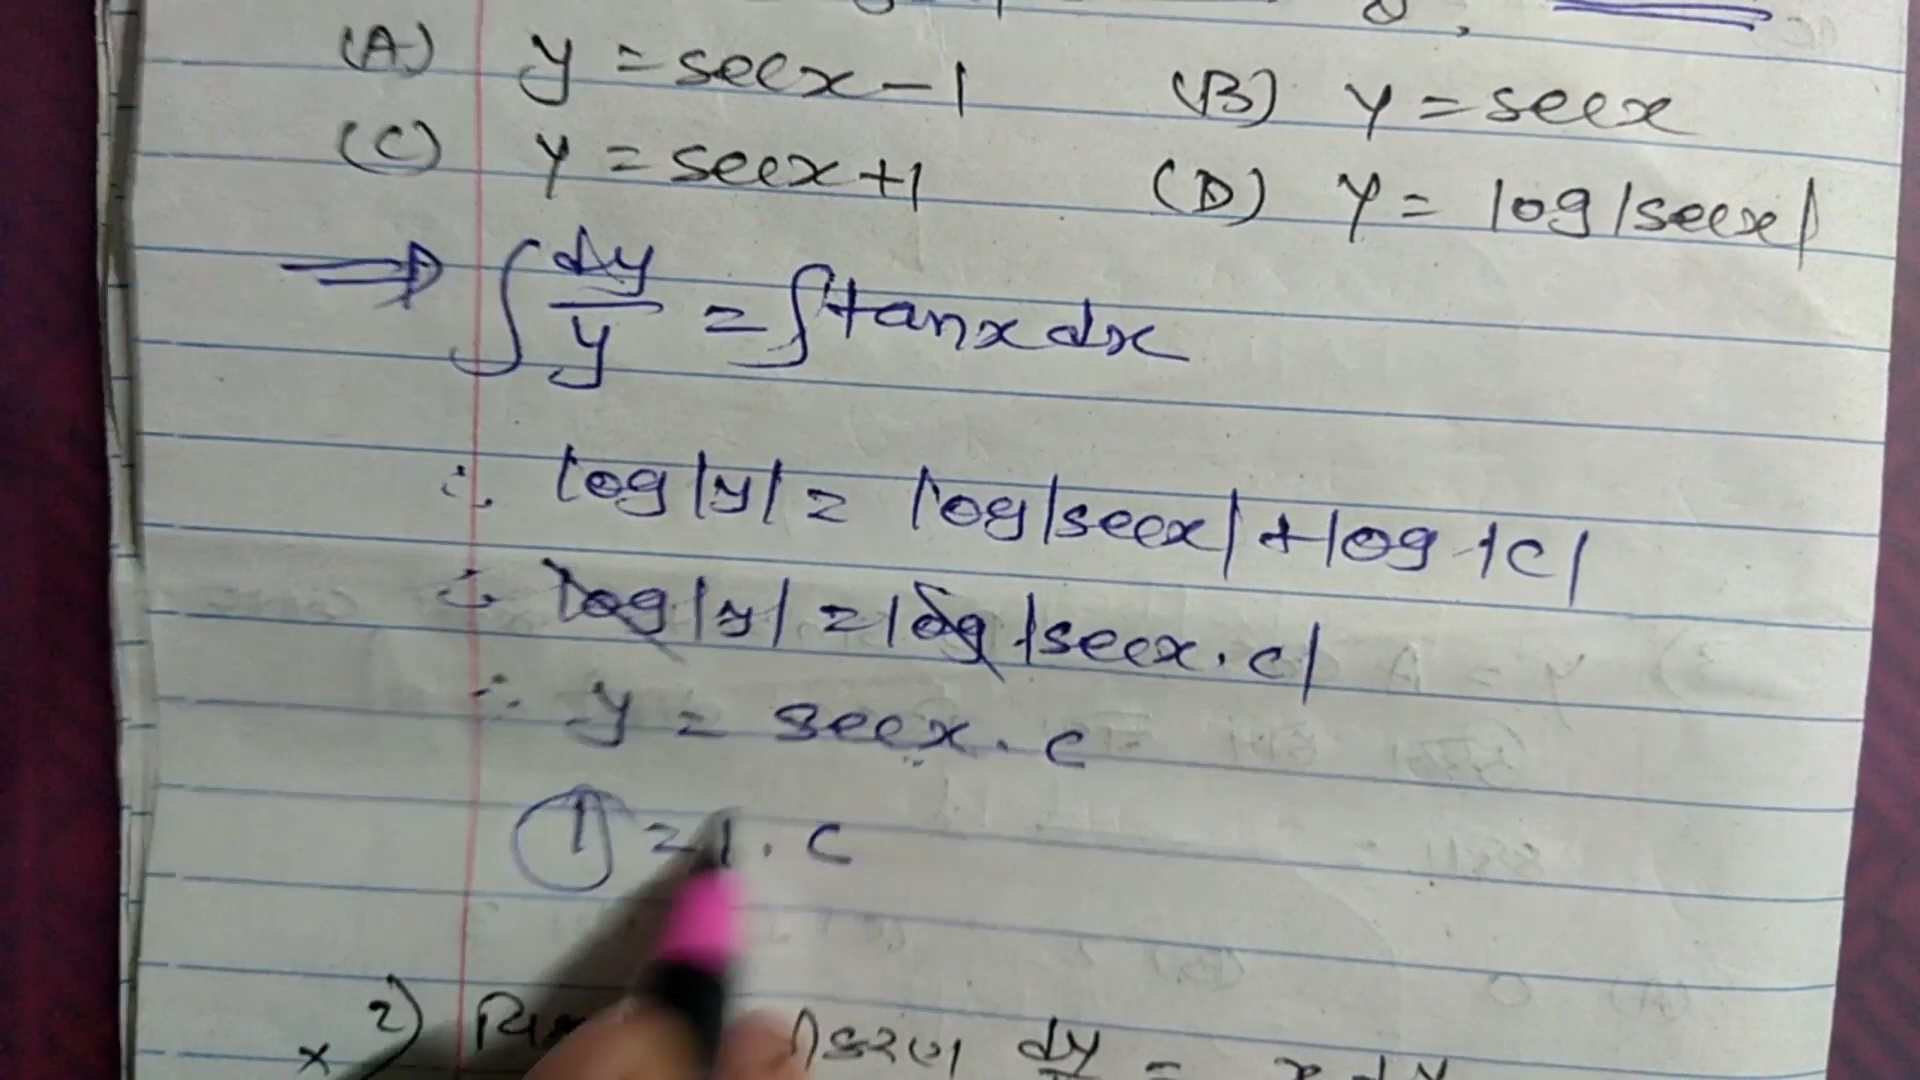 (A) y = secx - 1 (B) y = secx
(C) y = secx + 1 (D) y = log |secx|
⇒ ∫ dy/y = ∫ tanx dx
∴ log |y| = log |secx| + log |c|
∴ log |y| = log |secx . c|
∴ y = secx . c
1 = 1 . c
x 2) dy = x + y